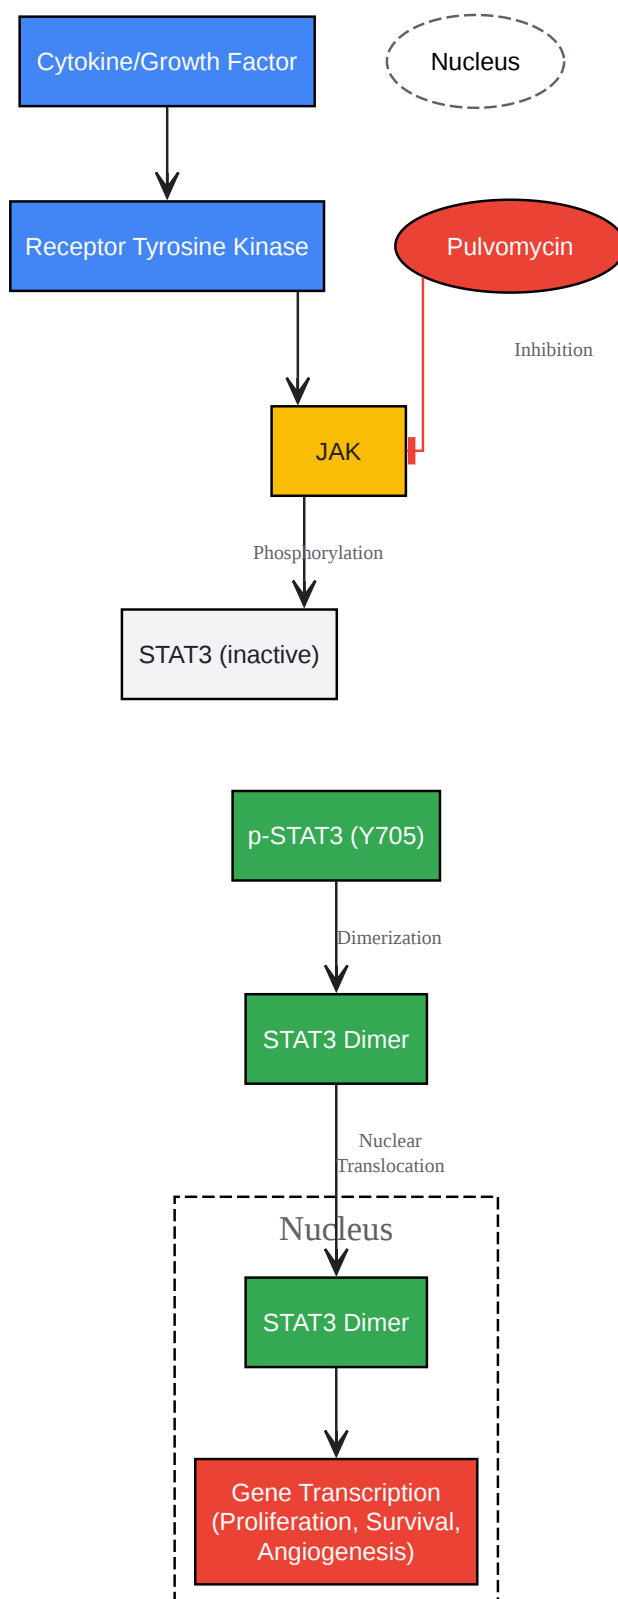 Cytokine/Growth Factor
Nucleus
Receptor Tyrosine Kinase
Pulvomycin
Inhibition
JAK
Phosphorylation
STAT3 (inactive)
p-STAT3 (Y705)
Dimerization
STAT3 Dimer
Nuclear
Translocation
Nucleus
STAT3 Dimer
Gene Transcription
(Proliferation, Survival,
Angiogenesis)